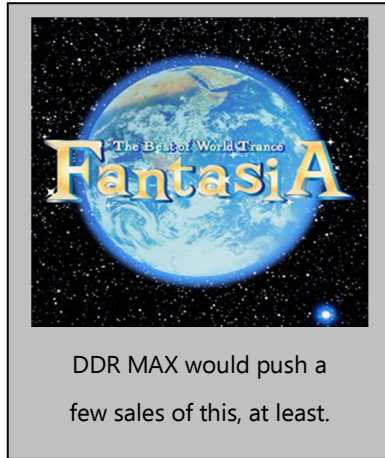 The Best of World Trance
FantasiA
DDR MAX would push a
few sales of this, at least.